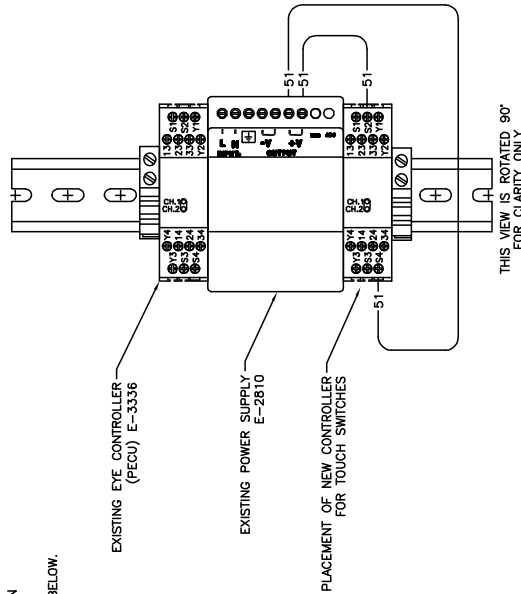 N
BELOW.
EXISTING EYE CONTROLLER
(PECU) E-3336
EXISTING POWER SUPPLY
E-2810
PLACEMENT OF NEW CONTROLLER
FOR TOUCH SWITCHES
Y4
Y3 14
S3 24
S4 34
CH.1
CH.2
13 S1
23 S2
33 Y1
Y2
L N
INPUT
-V +V
OUTPUT
Y4
Y3 14
S3 24
S4 34
CH.1
CH.2
13 S1
23 S2
33 Y1
Y2
51
51
51
51
THIS VIEW IS ROTATED 90°
FOR CLARITY ONLY